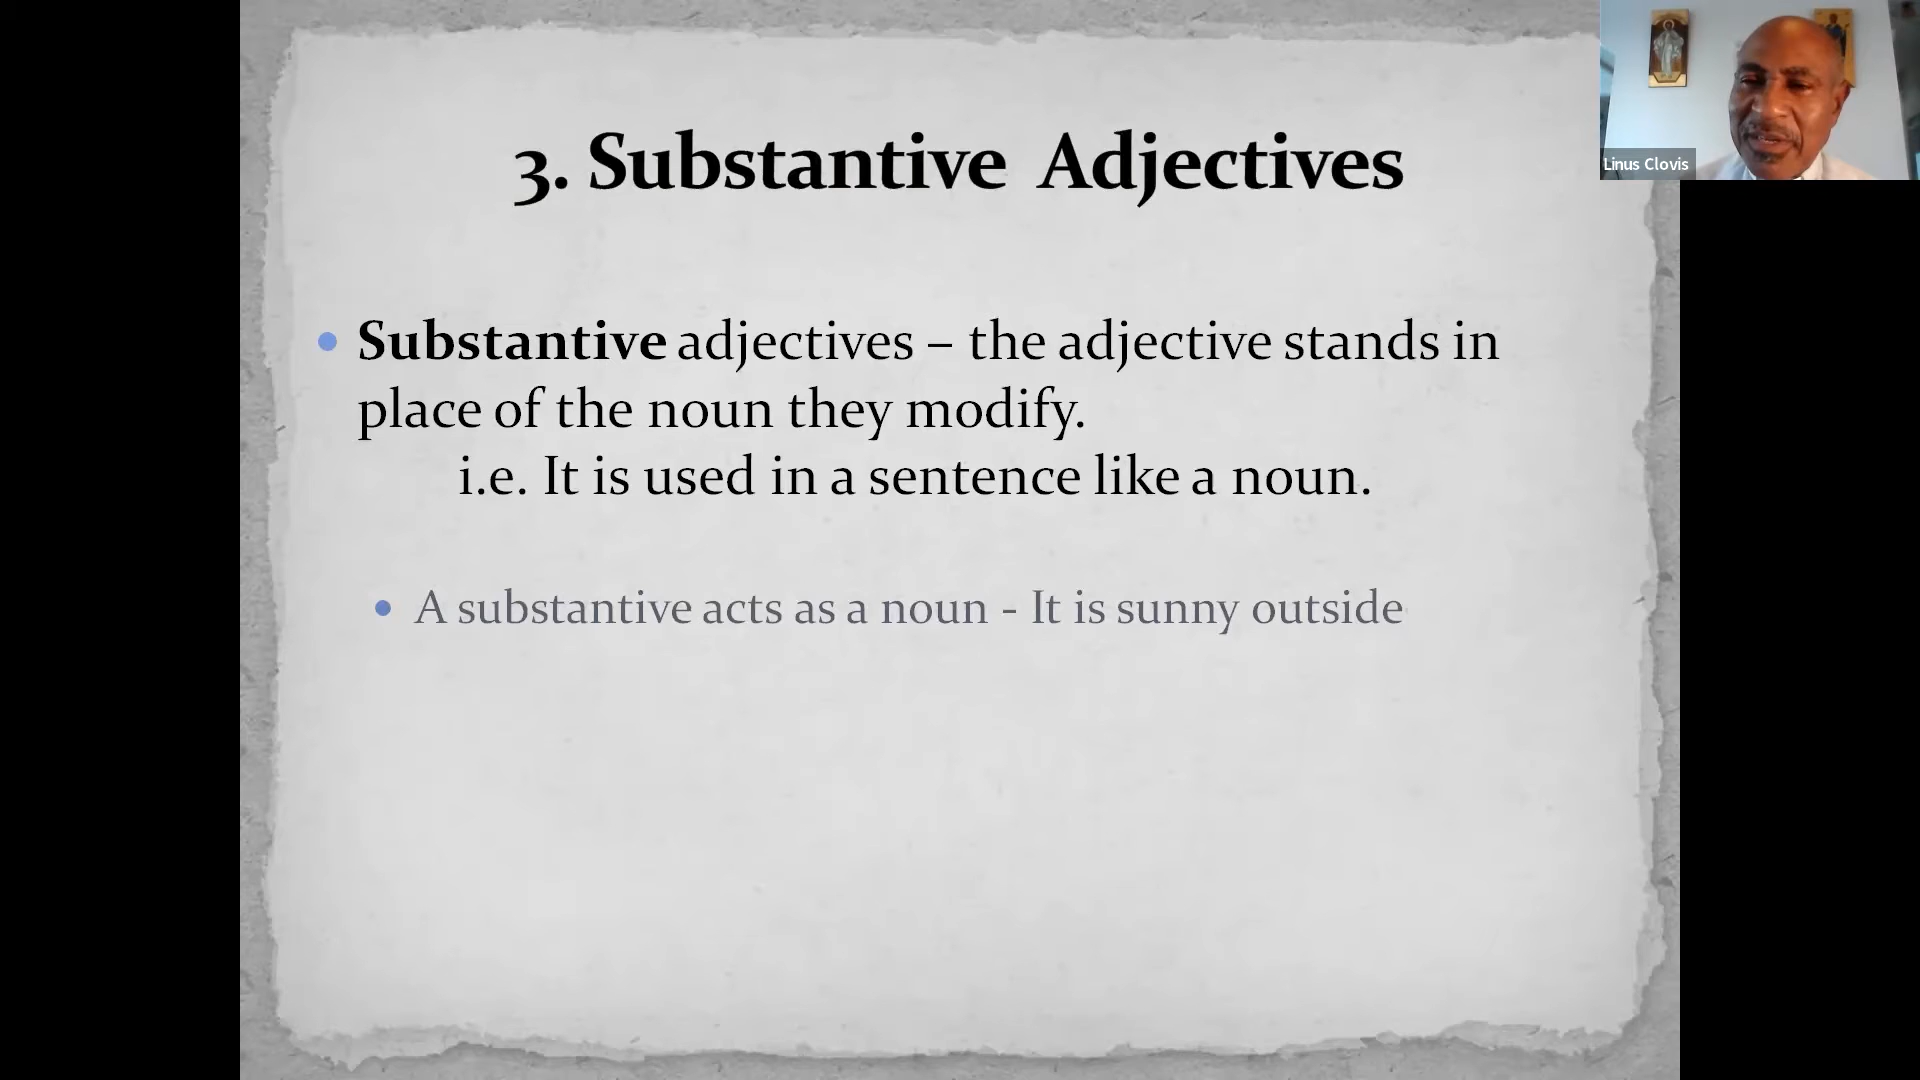 3. Substantive Adjectives
Linus Clovis
• Substantive adjectives – the adjective stands in
place of the noun they modify.
i.e. It is used in a sentence like a noun.
• A substantive acts as a noun - It is sunny outside